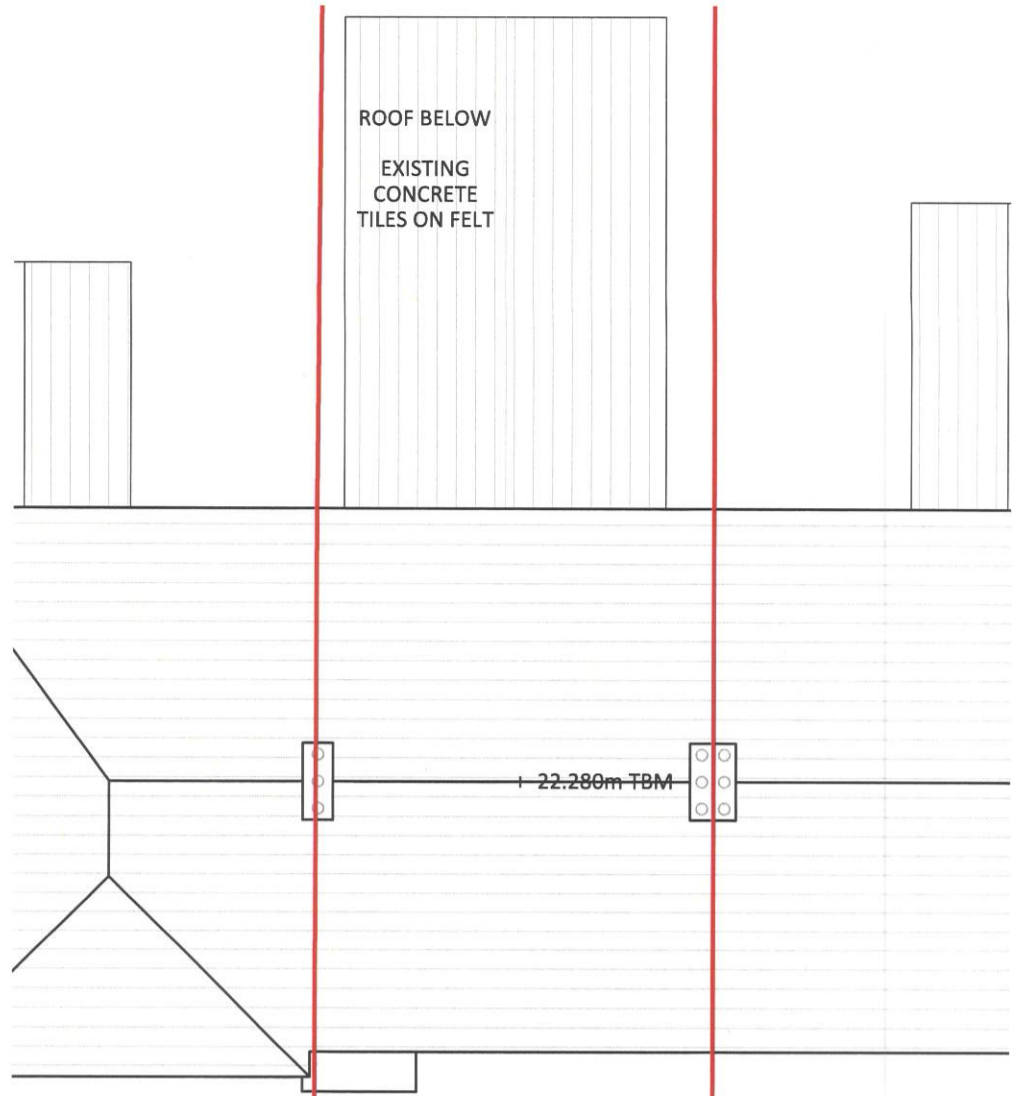 ROOF BELOW
EXISTING
CONCRETE
TILES ON FELT
+ 22.280m TBM